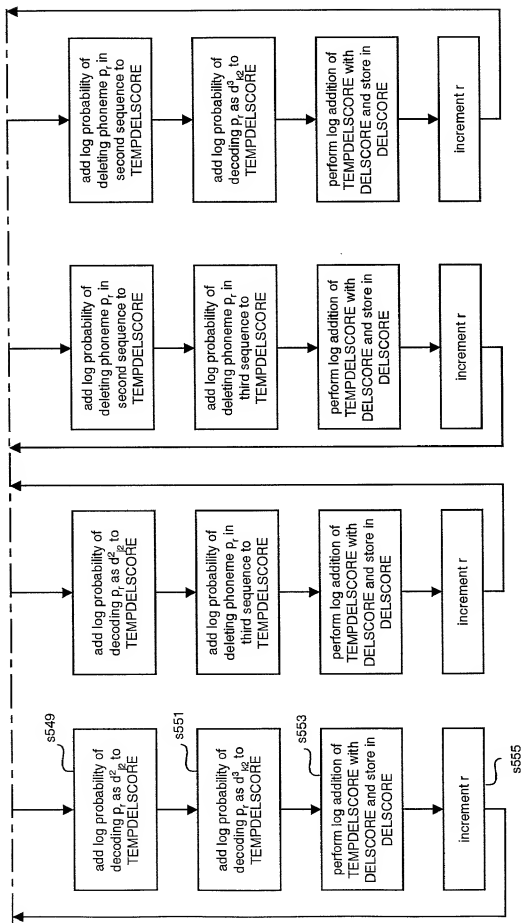 s549
add log probability of
decoding pᵣ as d²ⱼ₂ to
TEMPDELSCORE
s551
add log probability of
decoding pᵣ as d³ₖ₂ to
TEMPDELSCORE
s553
perform log addition of
TEMPDELSCORE with
DELSCORE and store in
DELSCORE
increment r
s555
add log probability of
decoding pᵣ as d²ⱼ₂ to
TEMPDELSCORE
add log probability of
deleting phoneme pᵣ in
third sequence to
TEMPDELSCORE
perform log addition of
TEMPDELSCORE with
DELSCORE and store in
DELSCORE
increment r
add log probability of
deleting phoneme pᵣ in
second sequence to
TEMPDELSCORE
add log probability of
deleting phoneme pᵣ in
third sequence to
TEMPDELSCORE
perform log addition of
TEMPDELSCORE with
DELSCORE and store in
DELSCORE
increment r
add log probability of
deleting phoneme pᵣ in
second sequence to
TEMPDELSCORE
add log probability of
decoding pᵣ as d³ₖ₂ to
TEMPDELSCORE
perform log addition of
TEMPDELSCORE with
DELSCORE and store in
DELSCORE
increment r